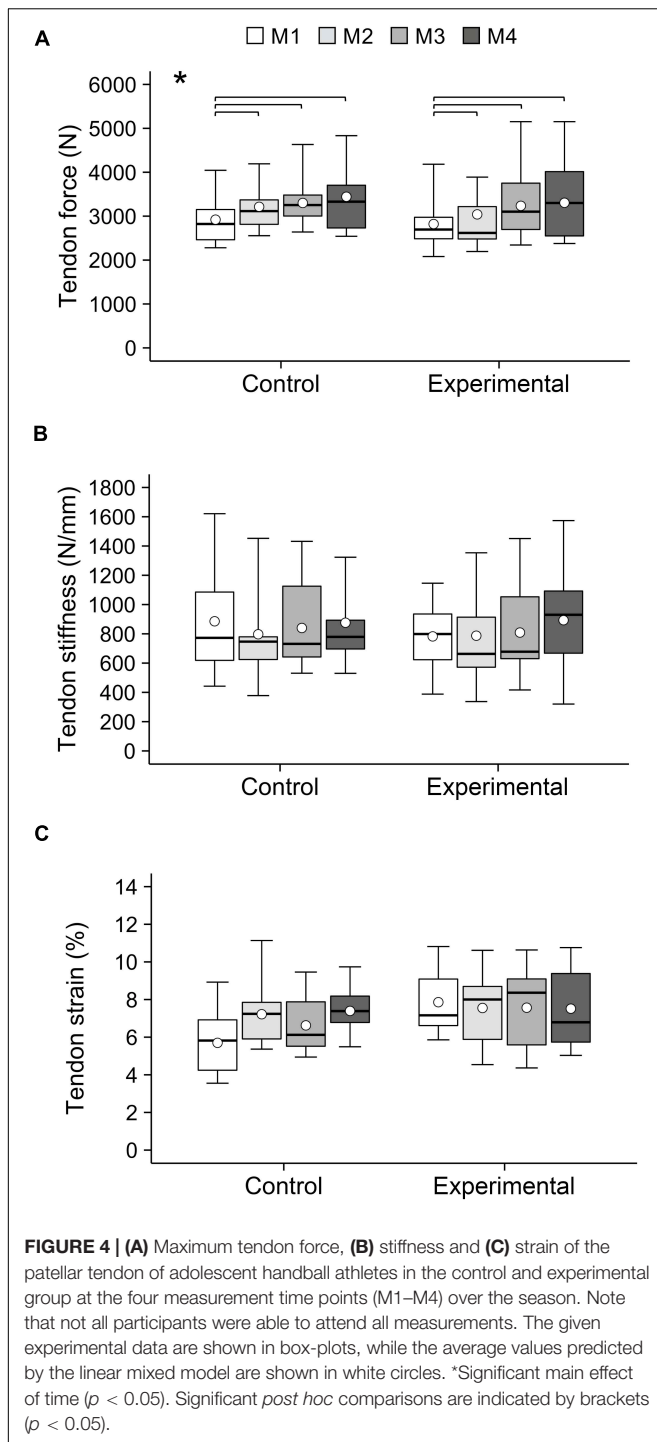 A
M1 M2 M3 M4
*
Tendon force (N)
6000
5000
4000
3000
2000
1000
0
Control Experimental
B
Tendon stiffness (N/mm)
1800
1600
1400
1200
1000
800
600
400
200
0
Control Experimental
C
Tendon strain (%)
14
12
10
8
6
4
2
0
Control Experimental
FIGURE 4 | (A) Maximum tendon force, (B) stiffness and (C) strain of the
patellar tendon of adolescent handball athletes in the control and experimental
group at the four measurement time points (M1–M4) over the season. Note
that not all participants were able to attend all measurements. The given
experimental data are shown in box-plots, while the average values predicted
by the linear mixed model are shown in white circles. *Significant main effect
of time (p < 0.05). Significant post hoc comparisons are indicated by brackets
(p < 0.05).